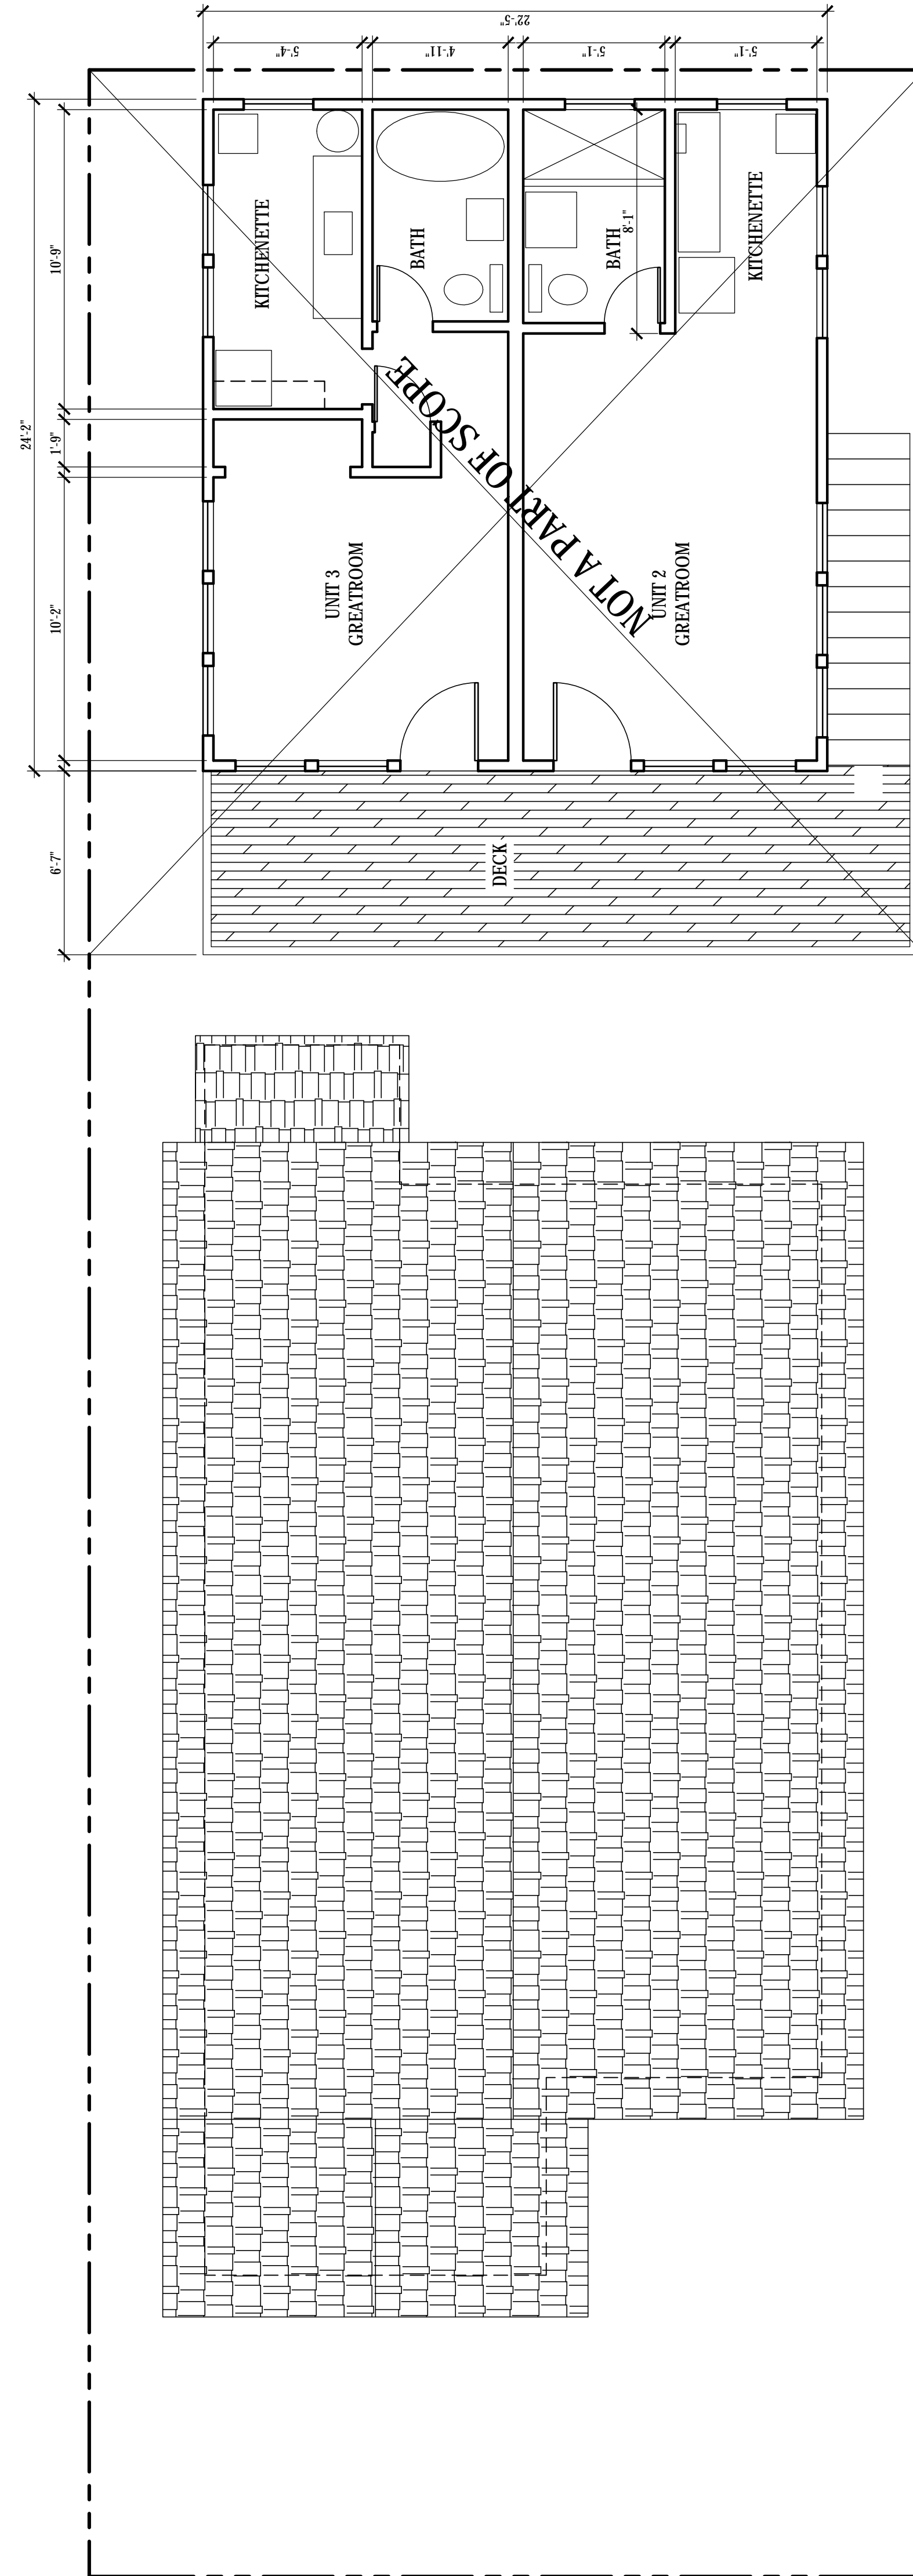 22'-5"
5'-4"
4'-11"
5'-1"
5'-1"
24'-2"
10'-9"
1'-9"
10'-2"
6'-7"
KITCHENETTE
BATH
BATH
8'-1"
KITCHENETTE
NOT A PART OF SCOPE
UNIT 3
GREATROOM
UNIT 2
GREATROOM
DECK